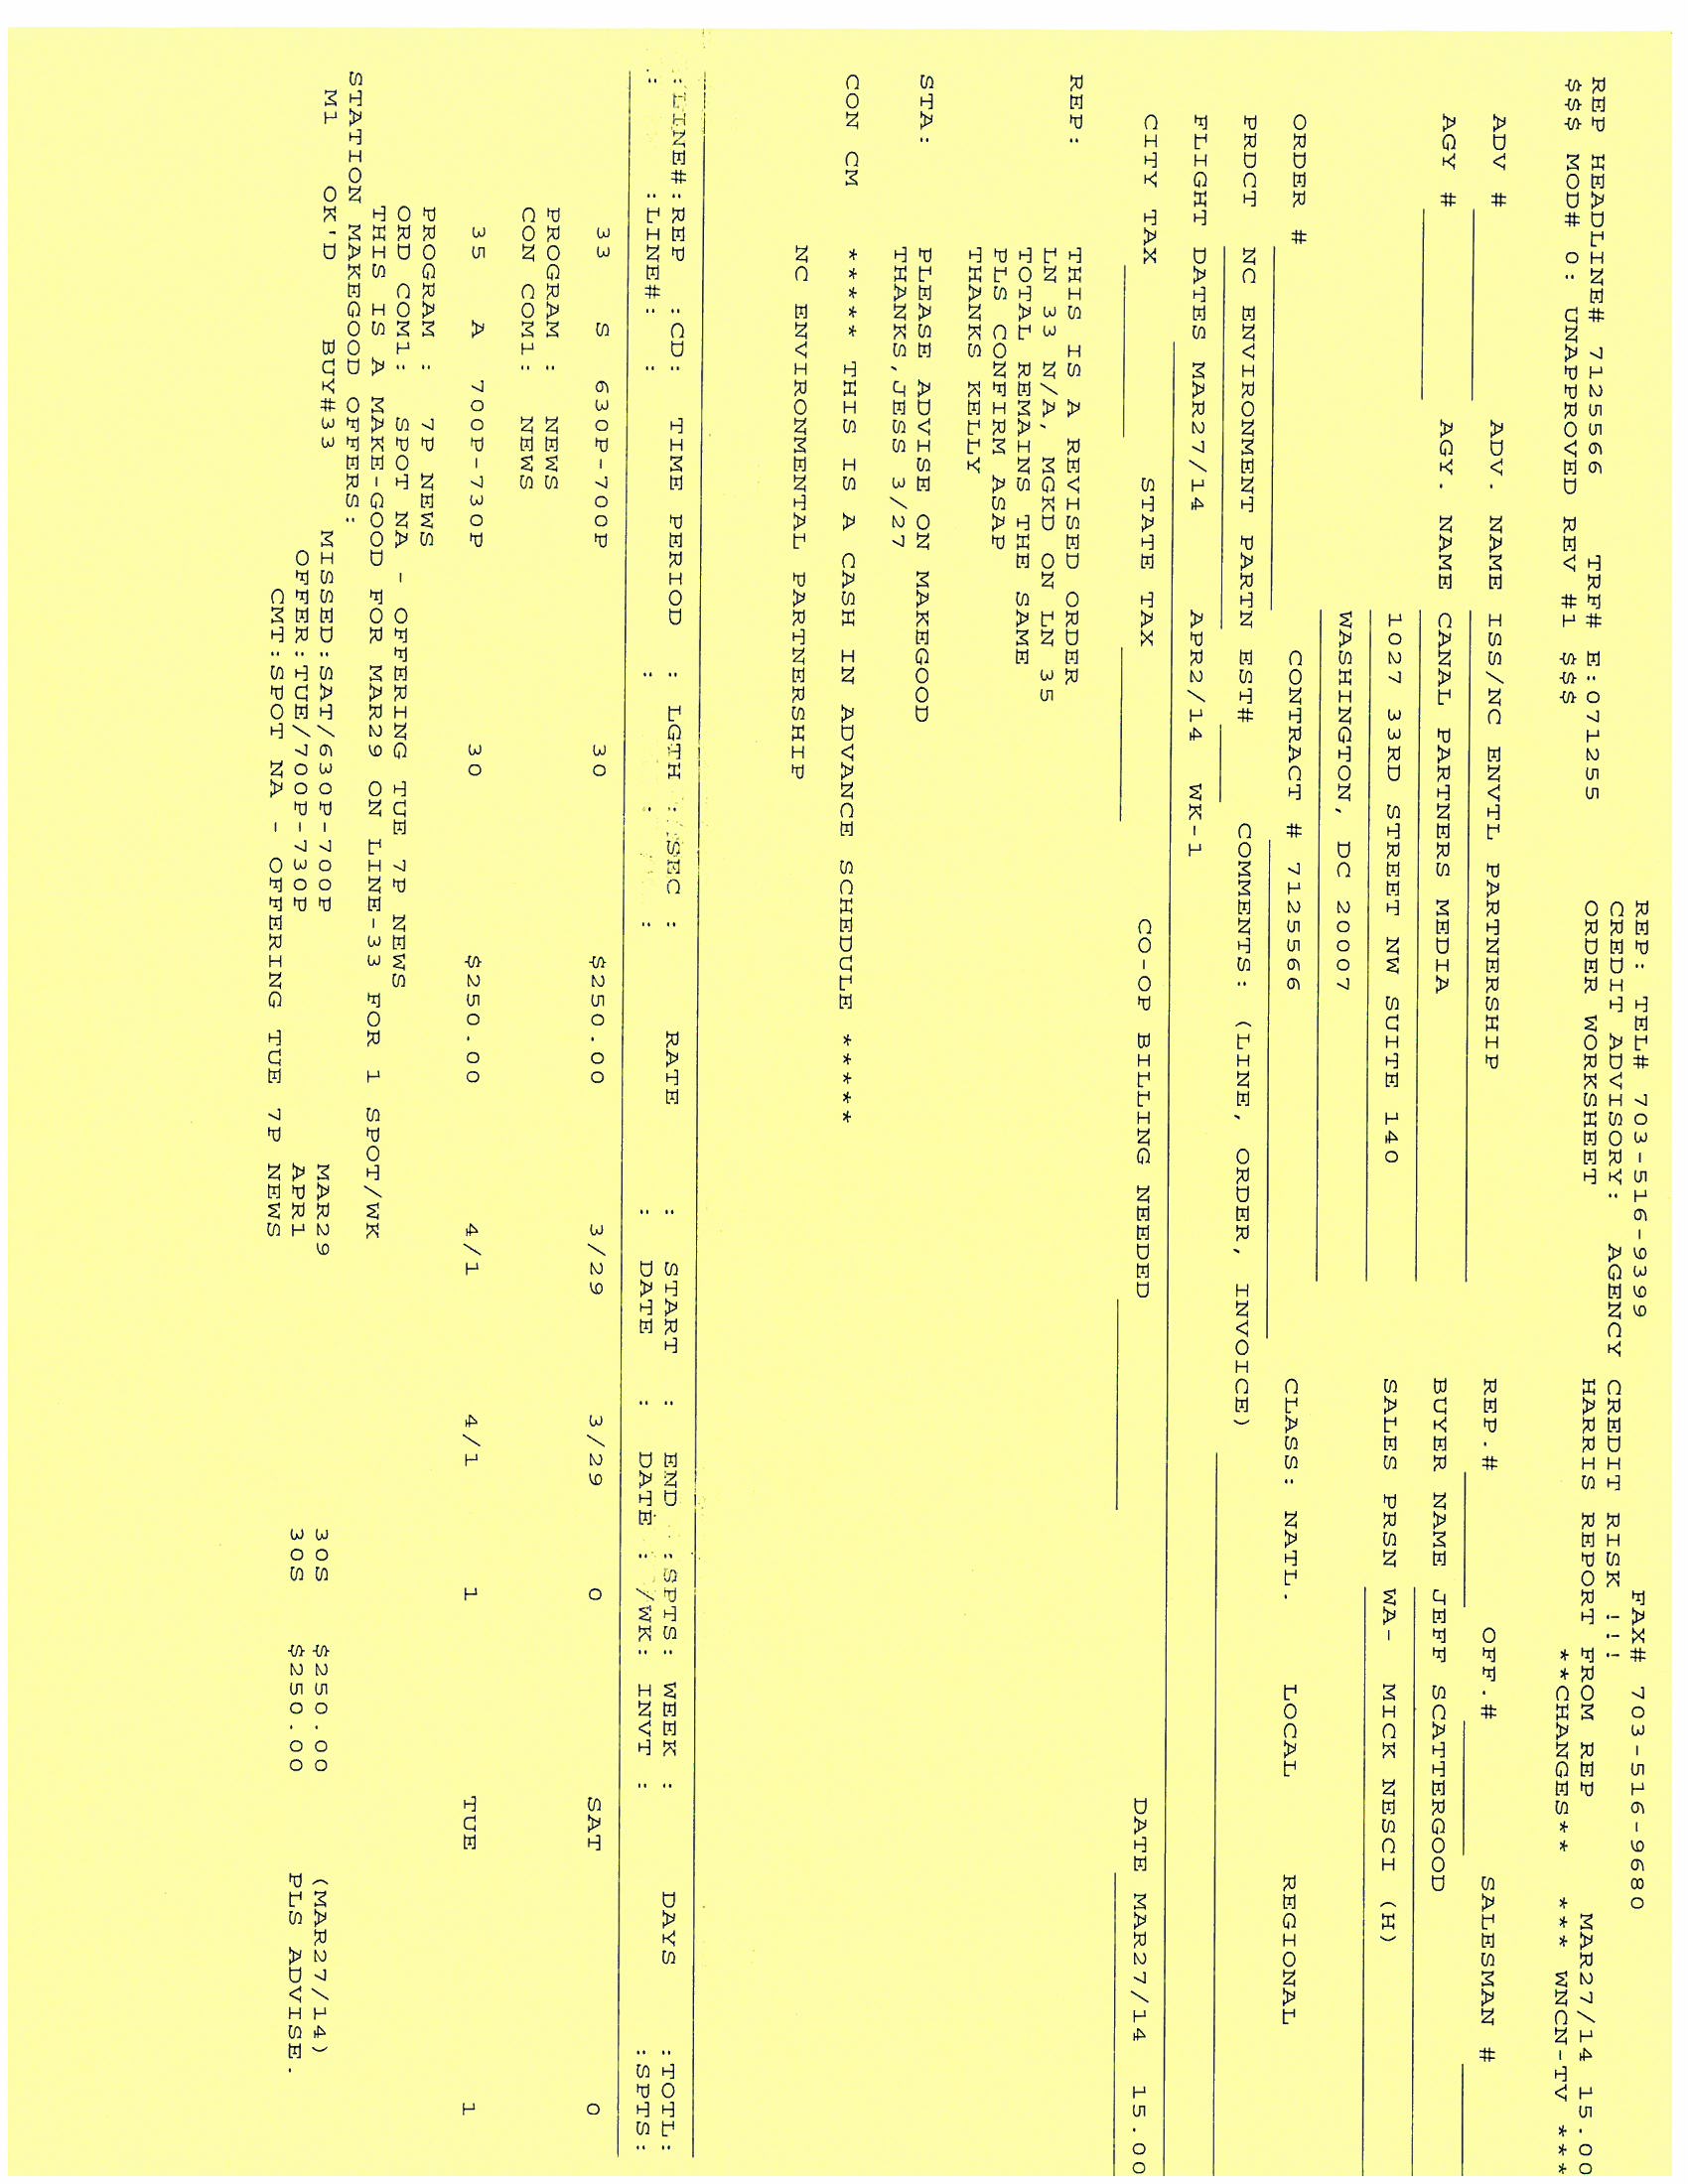 REP: TEL# 703-516-9399 FAX# 703-516-9680
CREDIT ADVISORY: AGENCY CREDIT RISK !!!
REP HEADLINE# 7125566 TRF# E:071255 ORDER WORKSHEET HARRIS REPORT FROM REP MAR27/14 15.00
$$$ MOD# 0: UNAPPROVED REV #1 $$$ **CHANGES** *** WNCN-TV ***
ADV # ADV. NAME ISS/NC ENVTL PARTNERSHIP REP.# OFF.# SALESMAN #
AGY # AGY. NAME CANAL PARTNERS MEDIA BUYER NAME JEFF SCATTERGOOD
1027 33RD STREET NW SUITE 140 SALES PRSN WA- MICK NESCI (H)
WASHINGTON, DC 20007
ORDER # CONTRACT # 7125566 CLASS: NATL. LOCAL REGIONAL
PRDCT NC ENVIRONMENT PARTN EST# COMMENTS: (LINE, ORDER, INVOICE)
FLIGHT DATES MAR27/14 APR2/14 WK-1
CITY TAX STATE TAX CO-OP BILLING NEEDED DATE MAR27/14 15.00
REP: THIS IS A REVISED ORDER
LN 33 N/A, MGKD ON LN 35
TOTAL REMAINS THE SAME
PLS CONFIRM ASAP
THANKS KELLY
STA: PLEASE ADVISE ON MAKEGOOD
THANKS,JESS 3/27
CON CM ***** THIS IS A CASH IN ADVANCE SCHEDULE *****
NC ENVIRONMENTAL PARTNERSHIP
:LINE#:REP :CD: TIME PERIOD : LGTH :/SEC : RATE : START : END :SPTS: WEEK : DAYS :TOTL:
: :LINE#: : : : : : DATE : DATE : /WK: INVT : :SPTS:
33 S 630P-700P 30 $250.00 3/29 3/29 0 SAT 0
PROGRAM : NEWS
CON COM1: NEWS
35 A 700P-730P 30 $250.00 4/1 4/1 1 TUE 1
PROGRAM : 7P NEWS
ORD COM1: SPOT NA - OFFERING TUE 7P NEWS
THIS IS A MAKE-GOOD FOR MAR29 ON LINE-33 FOR 1 SPOT/WK
STATION MAKEGOOD OFFERS:
M1 OK'D BUY#33 MISSED:SAT/630P-700P MAR29 30S $250.00 (MAR27/14)
OFFER:TUE/700P-730P APR1 30S $250.00 PLS ADVISE.
CMT:SPOT NA - OFFERING TUE 7P NEWS